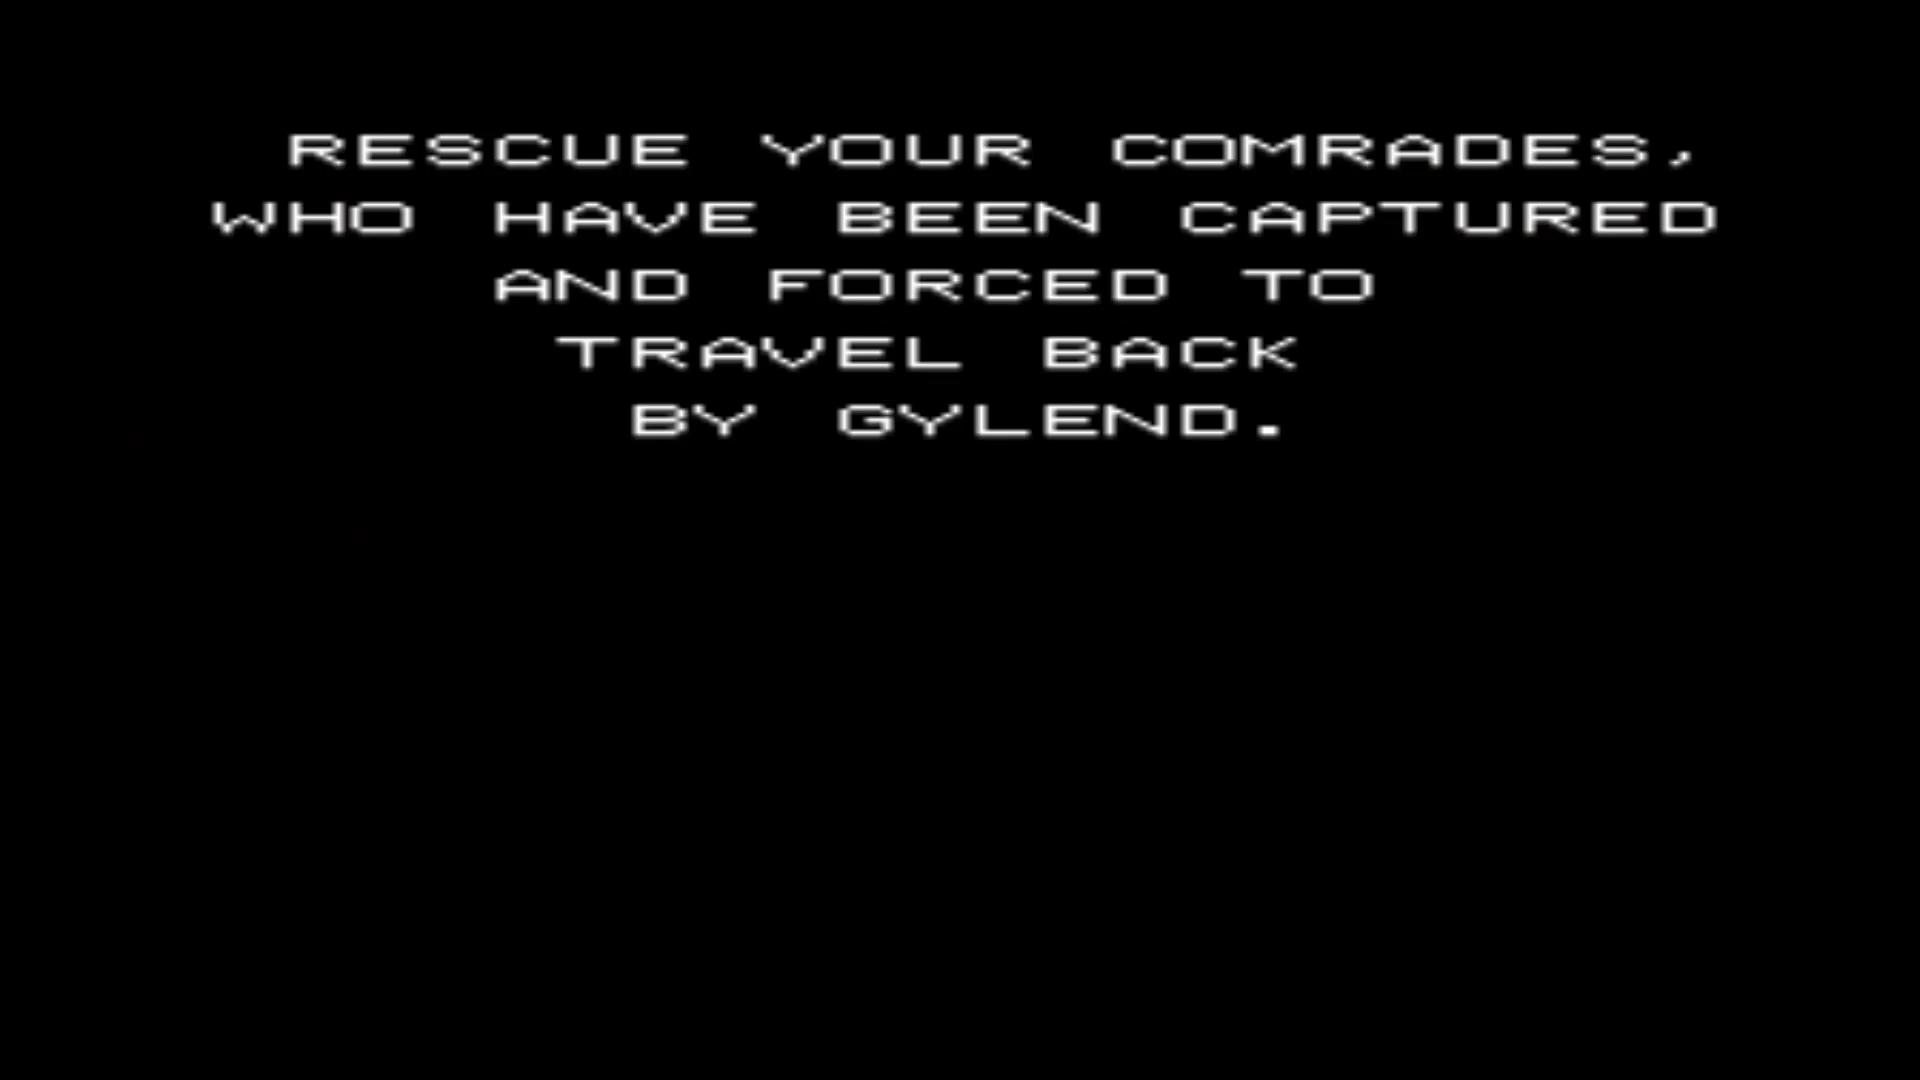 RESCUE YOUR COMRADES,
WHO HAVE BEEN CAPTURED
AND FORCED TO
TRAVEL BACK
BY GYLEND.